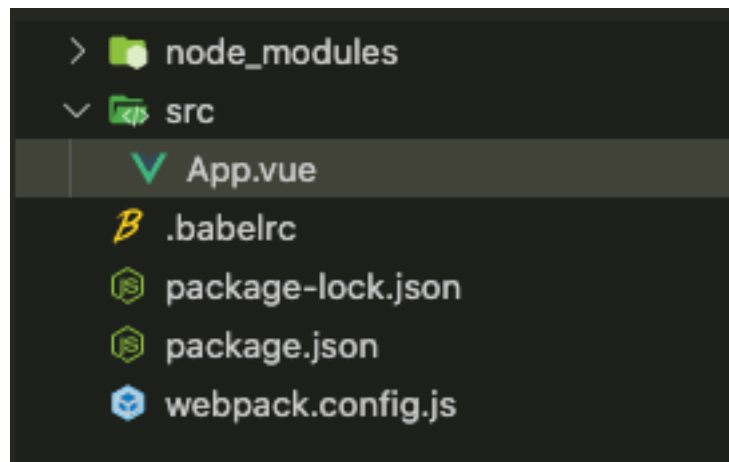 node_modules
src
App.vue
.babelrc
package-lock.json
package.json
webpack.config.js